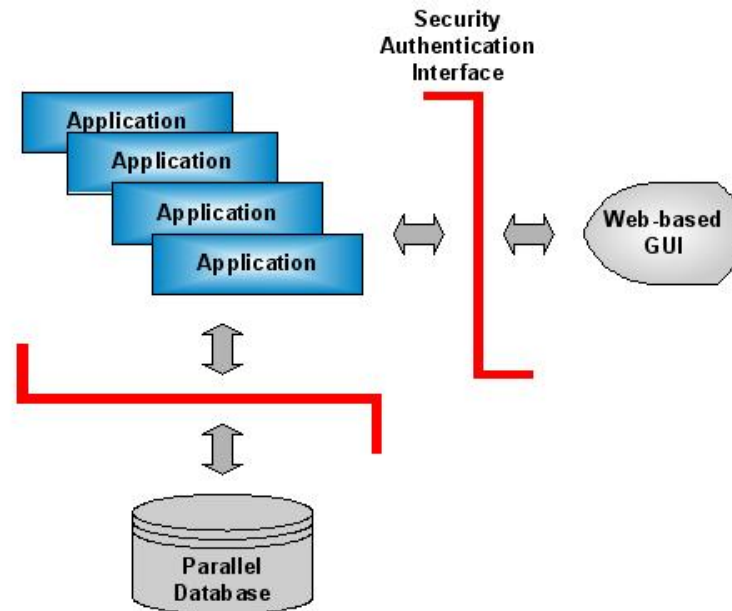 Security
Authentication
Interface
Application
Application
Application
Application
Web-based
GUI
Parallel
Database